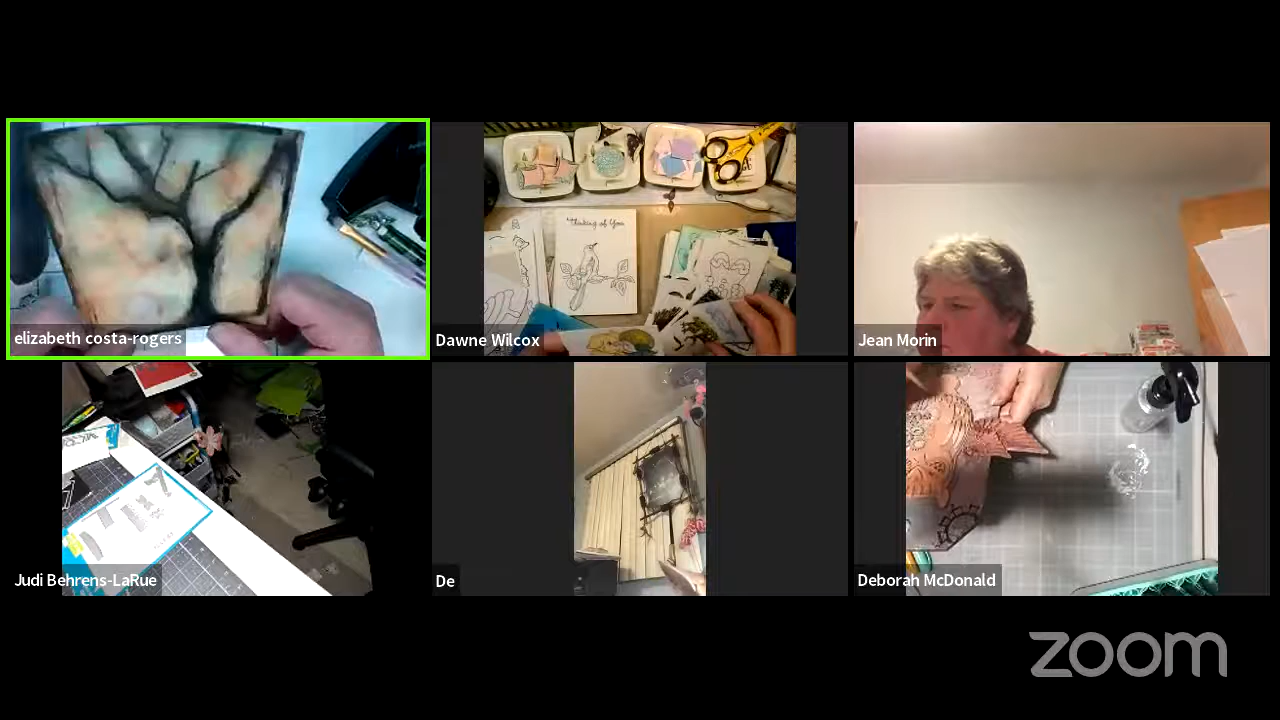 elizabeth costa-rogers
Thinking of You
Dawne Wilcox
Jean Morin
Judi Behrens-LaRue
De
Deborah McDonald
zoom